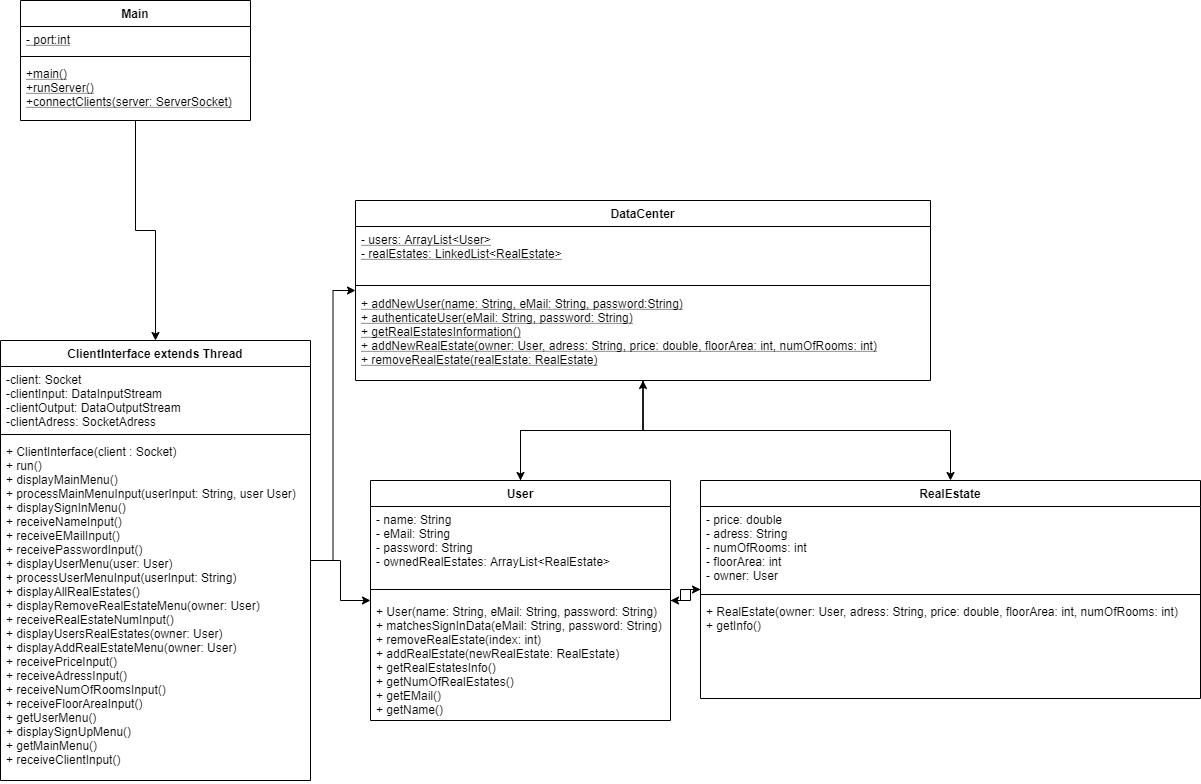 Main
- port:int
+main()
+runServer()
+connectClients(server: ServerSocket)
DataCenter
- users: ArrayList<User>
- realEstates: LinkedList<RealEstate>
+ addNewUser(name: String, eMail: String, password:String)
+ authenticateUser(eMail: String, password: String)
+ getRealEstatesInformation()
+ addNewRealEstate(owner: User, adress: String, price: double, floorArea: int, numOfRooms: int)
+ removeRealEstate(realEstate: RealEstate)
ClientInterface extends Thread
-client: Socket
-clientInput: DataInputStream
-clientOutput: DataOutputStream
-clientAdress: SocketAdress
+ ClientInterface(client : Socket)
+ run()
+ displayMainMenu()
+ processMainMenuInput(userInput: String, user User)
+ displaySignInMenu()
+ receiveNameInput()
+ receiveEMailInput()
+ receivePasswordInput()
+ displayUserMenu(user: User)
+ processUserMenuInput(userInput: String)
+ displayAllRealEstates()
+ displayRemoveRealEstateMenu(owner: User)
+ receiveRealEstateNumInput()
+ displayUsersRealEstates(owner: User)
+ displayAddRealEstateMenu(owner: User)
+ receivePriceInput()
+ receiveAdressInput()
+ receiveNumOfRoomsInput()
+ receiveFloorAreaInput()
+ getUserMenu()
+ displaySignUpMenu()
+ getMainMenu()
+ receiveClientInput()
User
- name: String
- eMail: String
- password: String
- ownedRealEstates: ArrayList<RealEstate>
+ User(name: String, eMail: String, password: String)
+ matchesSignInData(eMail: String, password: String)
+ removeRealEstate(index: int)
+ addRealEstate(newRealEstate: RealEstate)
+ getRealEstatesInfo()
+ getNumOfRealEstates()
+ getEMail()
+ getName()
RealEstate
- price: double
- adress: String
- numOfRooms: int
- floorArea: int
- owner: User
+ RealEstate(owner: User, adress: String, price: double, floorArea: int, numOfRooms: int)
+ getInfo()